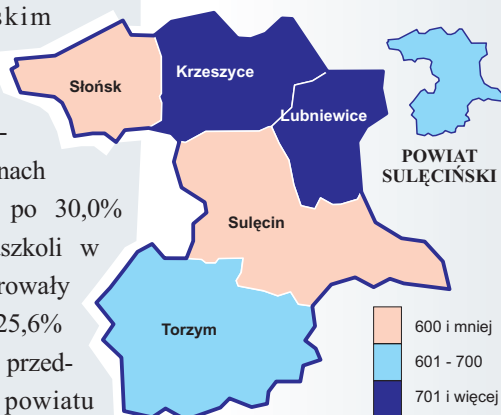 skim
-
nach
po 30,0%
szkoli w
rowały
25,6%
przed-
powiatu
Słońsk
Krzeszyce
Lubniewice
Sulęcin
Torzym
POWIAT
SULĘCIŃSKI
600 i mniej
601 - 700
701 i więcej